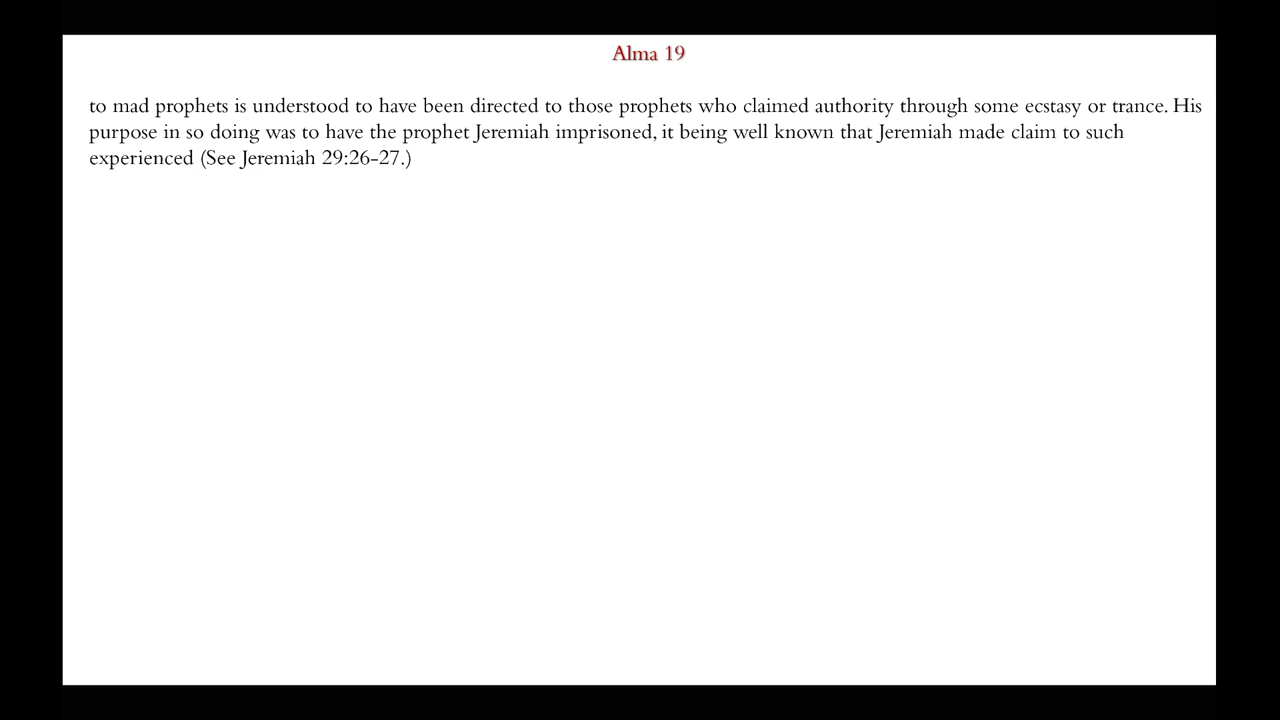 Alma 19
to mad prophets is understood to have been directed to those prophets who claimed authority through some ecstasy or trance. His
purpose in so doing was to have the prophet Jeremiah imprisoned, it being well known that Jeremiah made claim to such
experienced (See Jeremiah 29:26-27.)